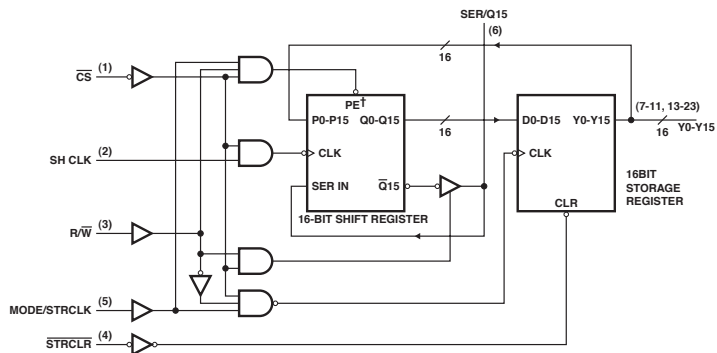 SER/Q15
(6)
CS (1)
16
16
(7-11, 13-23)
16
Y0-Y15
PE†
P0-P15 Q0-Q15
D0-D15 Y0-Y15
SH CLK (2)
CLK
CLK
SER IN Q15
16-BIT SHIFT REGISTER
16BIT
STORAGE
REGISTER
CLR
R/W (3)
MODE/STRCLK (5)
STRCLR (4)